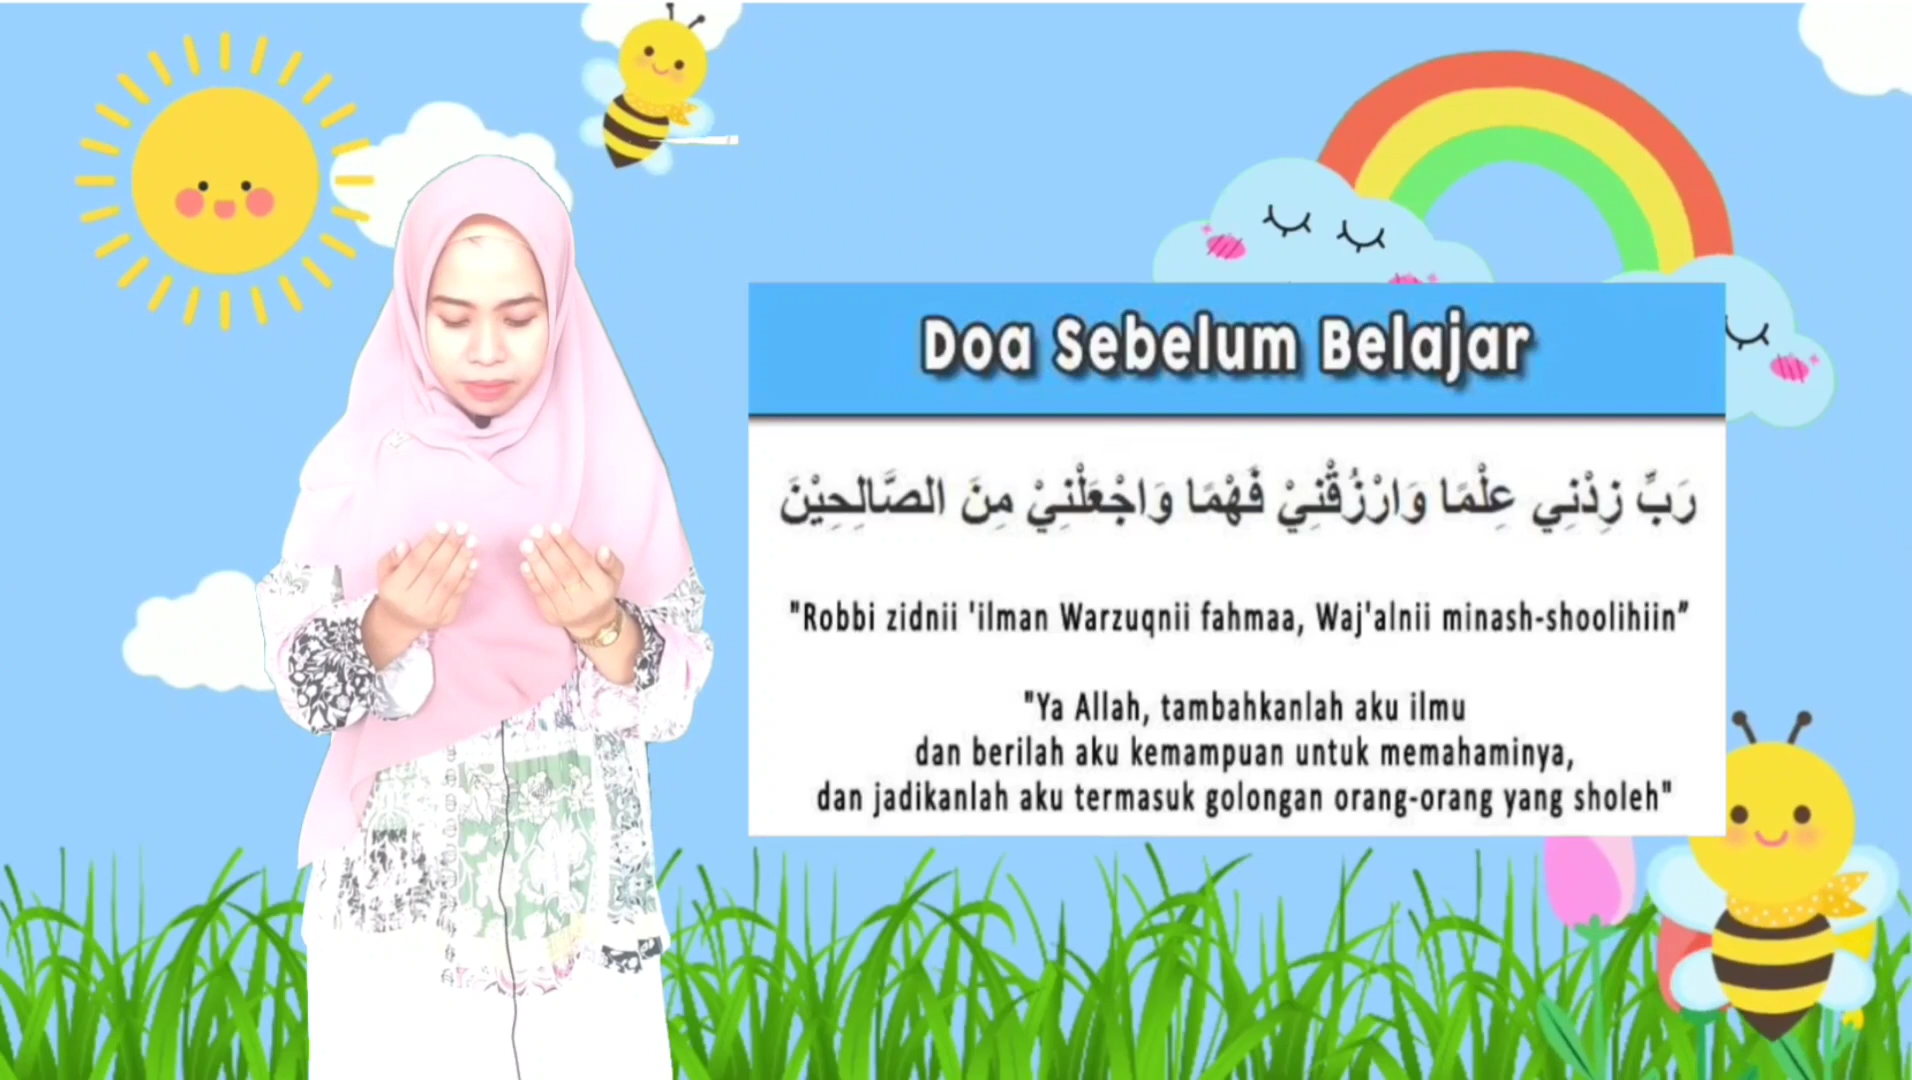 Doa Sebelum Belajar
رَبِّ زِدْنِي عِلْمًا وَارْزُقْنِيْ فَهْمًا وَاجْعَلْنِيْ مِنَ الصَّالِحِيْنَ
"Robbi zidnii 'ilman Warzuqnii fahmaa, Waj'alnii minash-shoolihiin”
"Ya Allah, tambahkanlah aku ilmu
dan berilah aku kemampuan untuk memahaminya,
dan jadikanlah aku termasuk golongan orang-orang yang sholeh"